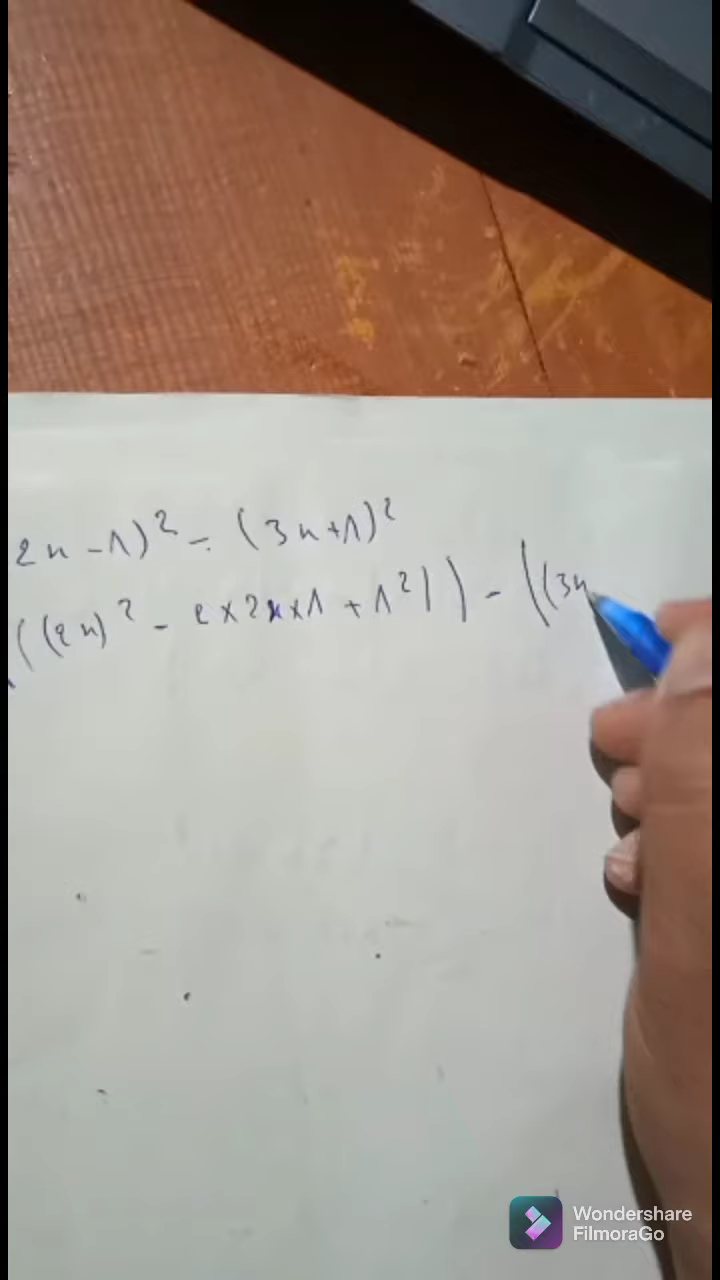 2x - 1)² - (3x+1)²
((2x)² - 2×2x×1 + 1²)) - ((3x
Wondershare
FilmoraGo